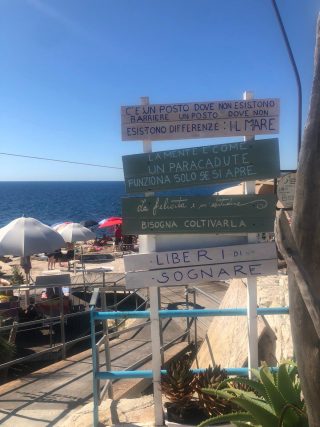 C'È UN POSTO DOVE NON ESISTONO
BARRIERE UN POSTO DOVE NON
ESISTONO DIFFERENZE: IL MARE
LA MENTE È COME
UN PARACADUTE
FUNZIONA SOLO SE SI APRE
La felicità è
BISOGNA COLTIVARLA.
LIBERI DI...
SOGNARE